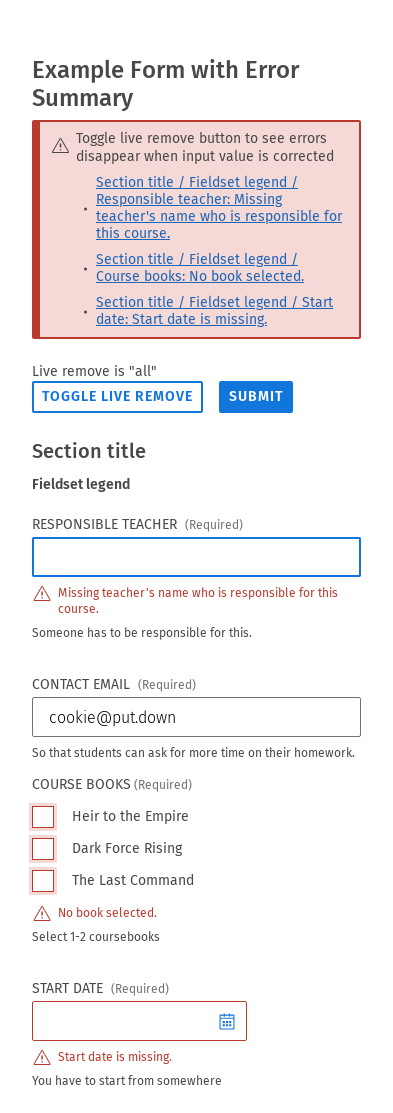 Example Form with Error
Summary
Toggle live remove button to see errors
disappear when input value is corrected
Section title / Fieldset legend /
Responsible teacher: Missing
teacher's name who is responsible for
this course.
Section title / Fieldset legend /
Course books: No book selected.
Section title / Fieldset legend / Start
date: Start date is missing.
Live remove is "all"
TOGGLE LIVE REMOVE
SUBMIT
Section title
Fieldset legend
RESPONSIBLE TEACHER (Required)
Missing teacher's name who is responsible for this
course.
Someone has to be responsible for this.
CONTACT EMAIL (Required)
cookie@put.down
So that students can ask for more time on their homework.
COURSE BOOKS (Required)
Heir to the Empire
Dark Force Rising
The Last Command
No book selected.
Select 1-2 coursebooks
START DATE (Required)
Start date is missing.
You have to start from somewhere